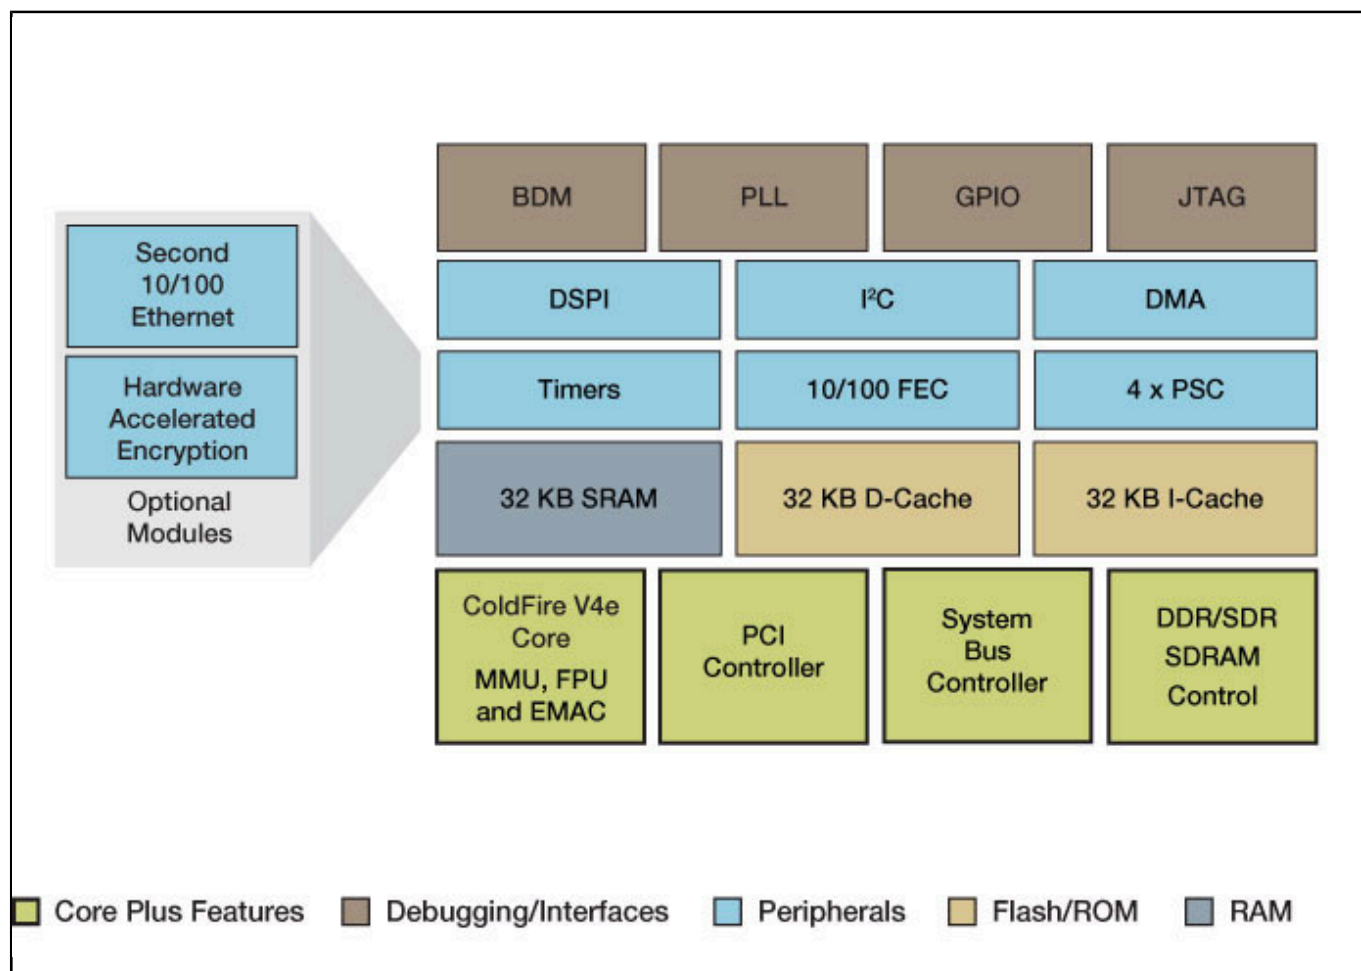 BDM
PLL
GPIO
JTAG
Second
10/100
Ethernet
DSPI
I²C
DMA
Hardware
Accelerated
Encryption
Timers
10/100 FEC
4 x PSC
Optional
Modules
32 KB SRAM
32 KB D-Cache
32 KB I-Cache
ColdFire V4e
Core
MMU, FPU
and EMAC
PCI
Controller
System
Bus
Controller
DDR/SDR
SDRAM
Control
Core Plus Features
Debugging/Interfaces
Peripherals
Flash/ROM
RAM